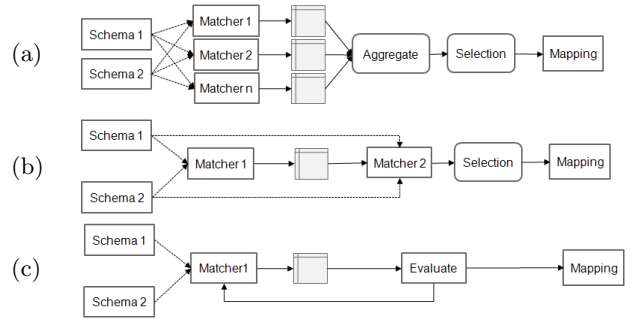 (a)
Schema 1
Schema 2
Matcher 1
Matcher 2
Matcher n
Aggregate
Selection
Mapping
(b)
Schema 1
Schema 2
Matcher 1
Matcher 2
Selection
Mapping
(c)
Schema 1
Schema 2
Matcher1
Evaluate
Mapping